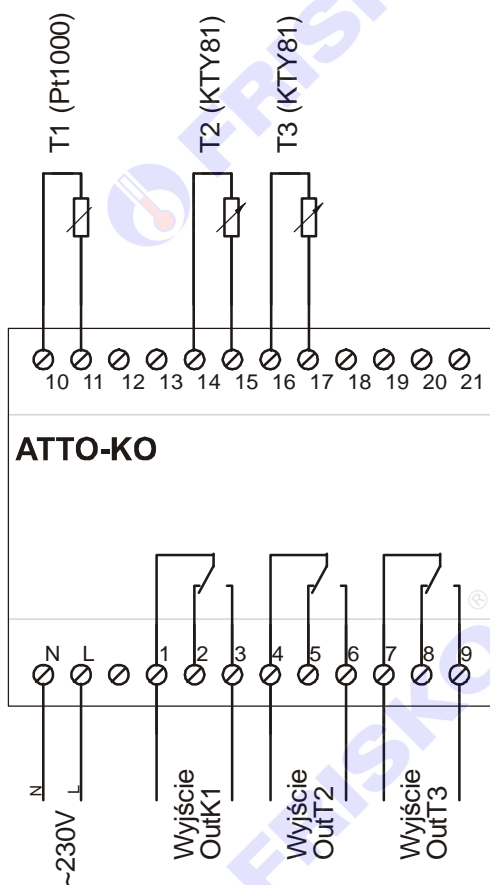 T1 (Pt1000)
T2 (KTY81)
T3 (KTY81)
FRISKO
10 11 12 13 14 15 16 17 18 19 20 21
ATTO-KO
®
N L 1 2 3 4 5 6 7 8 9
N
L
~230V
Wyjście
OutK1
Wyjście
OutT2
Wyjście
OutT3
FRISKO